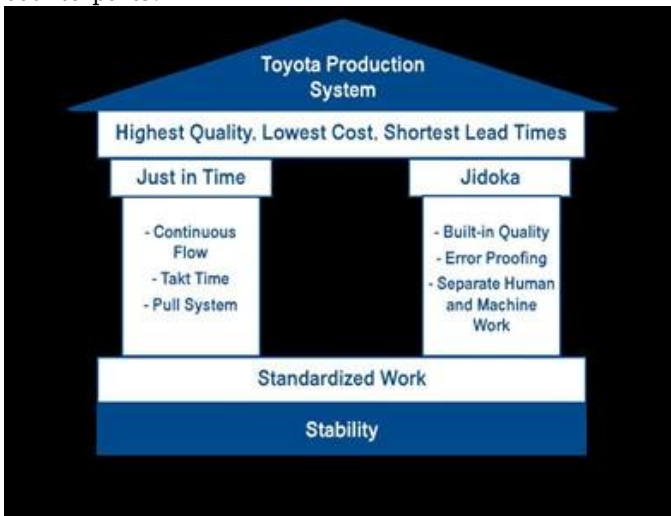 Toyota Production
System
Highest Quality, Lowest Cost, Shortest Lead Times
Just in Time
Jidoka
- Continuous
Flow
- Takt Time
- Pull System
- Built-in Quality
- Error Proofing
- Separate Human
and Machine
Work
Standardized Work
Stability